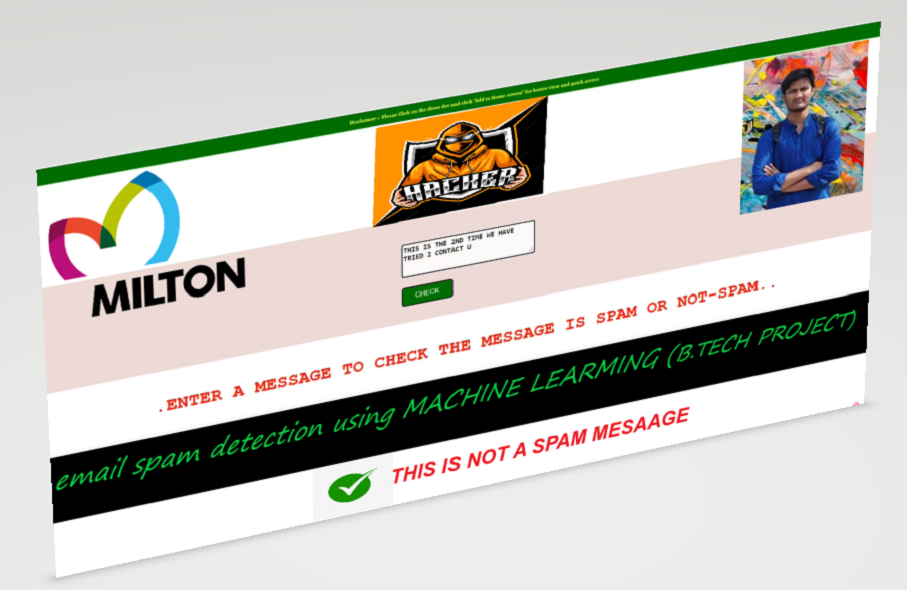 Disclaimer :- Please Click on the three dot and click "Add to home screen" for better view and quick access
HACKER
MILTON
THIS IS THE 2ND TIME WE HAVE
TRIED 2 CONTACT U
CHECK
.ENTER A MESSAGE TO CHECK THE MESSAGE IS SPAM OR NOT-SPAM..
email spam detection using MACHINE LEARMING (B.TECH PROJECT)
THIS IS NOT A SPAM MESAAGE